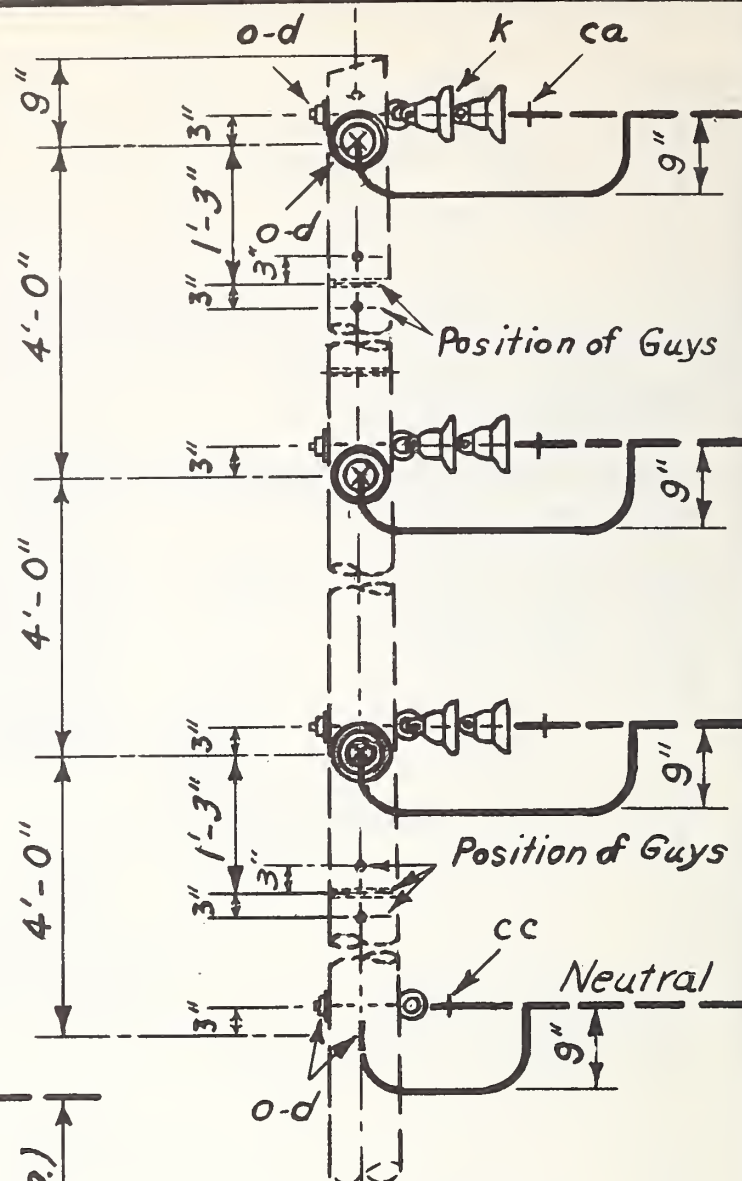 o-d k ca
9"
3"
9"
1'-3"
o-d
3"
3"
4'-0"
Position of Guys
3"
9"
4'-0"
3"
9"
1'-3"
Position of Guys
3"
3"
4'-0"
cc
Neutral
3"
9"
o-d
.)